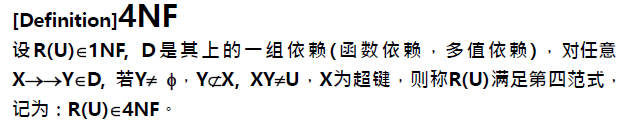 [Definition]4NF
设R(U)∈1NF, D是其上的一组依赖(函数依赖，多值依赖)，对任意
X→→Y∈D, 若Y≠ ϕ，Y⊄X, XY≠U，X为超键，则称R(U)满足第四范式，
记为：R(U)∈4NF。